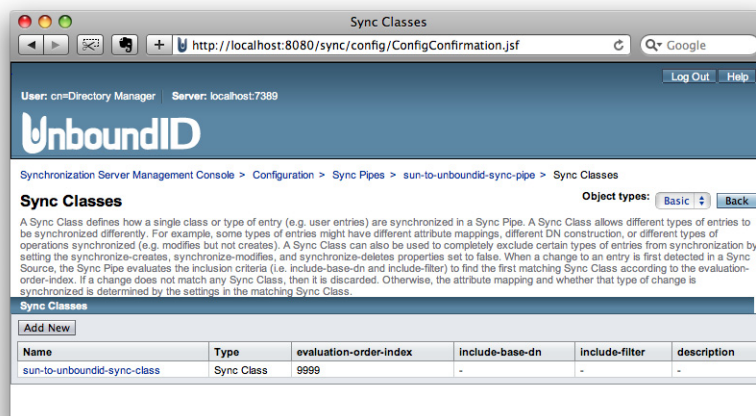 Sync Classes
http://localhost:8080/sync/config/ConfigConfirmation.jsf
Google
Log Out Help
User: cn=Directory Manager Server: localhost:7389
UnboundID
Synchronization Server Management Console > Configuration > Sync Pipes > sun-to-unboundid-sync-pipe > Sync Classes
Sync Classes
Object types: Basic Back
A Sync Class defines how a single class or type of entry (e.g. user entries) are synchronized in a Sync Pipe. A Sync Class allows different types of entries to
be synchronized differently. For example, some types of entries might have different attribute mappings, different DN construction, or different types of
operations synchronized (e.g. modifies but not creates). A Sync Class can also be used to completely exclude certain types of entries from synchronization by
setting the synchronize-creates, synchronize-modifies, and synchronize-deletes properties set to false. When a change to an entry is first detected in a Sync
Source, the Sync Pipe evaluates the inclusion criteria (i.e. include-base-dn and include-filter) to find the first matching Sync Class according to the evaluation-
order-index. If a change does not match any Sync Class, then it is discarded. Otherwise, the attribute mapping and whether that type of change is
synchronized is determined by the settings in the matching Sync Class.
Sync Classes
Add New
Name Type evaluation-order-index include-base-dn include-filter description
sun-to-unboundid-sync-class Sync Class 9999 - - -